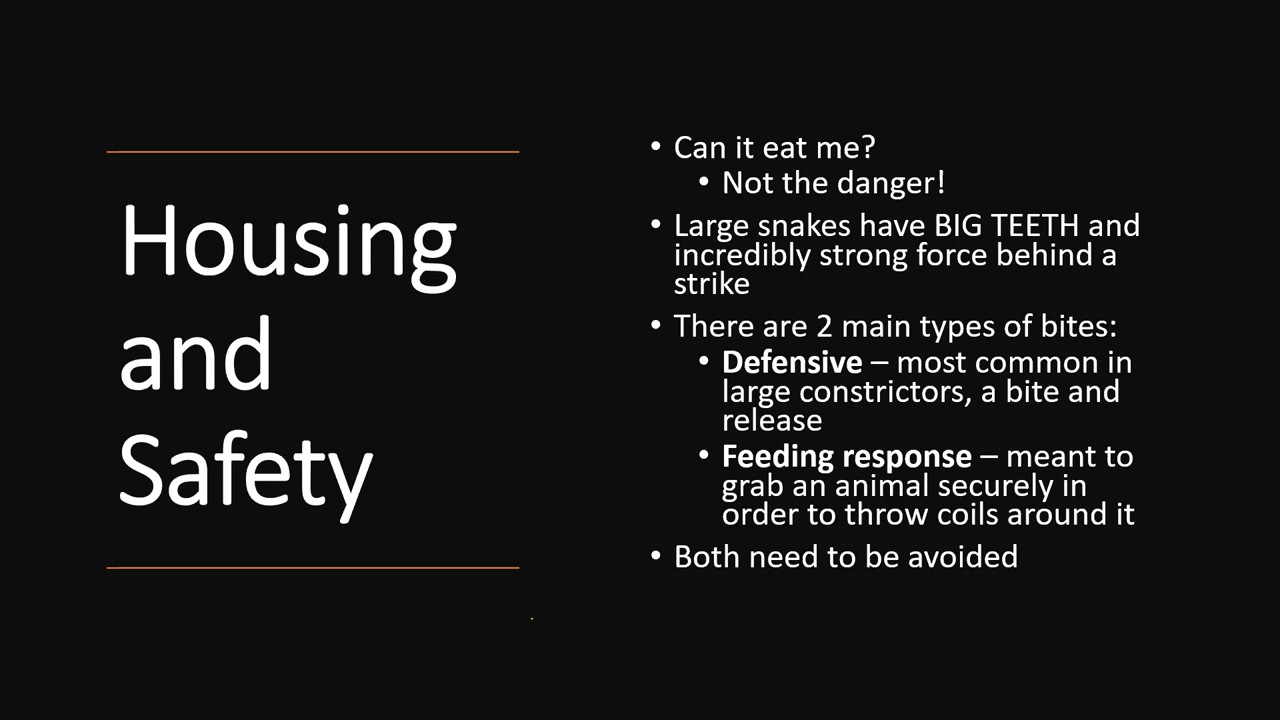 Housing
and
Safety
• Can it eat me?
• Not the danger!
• Large snakes have BIG TEETH and
incredibly strong force behind a
strike
• There are 2 main types of bites:
• Defensive – most common in
large constrictors, a bite and
release
• Feeding response – meant to
grab an animal securely in
order to throw coils around it
• Both need to be avoided